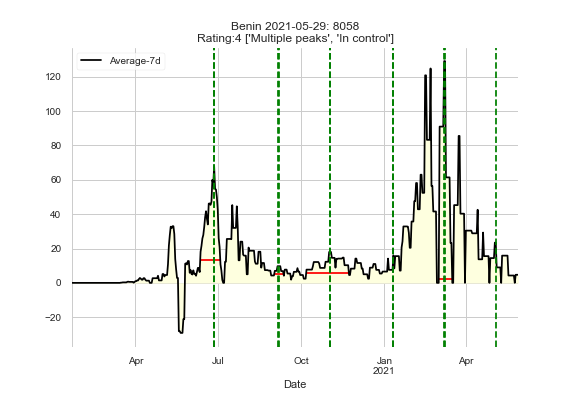 Benin 2021-05-29: 8058
Rating:4 ['Multiple peaks', 'In control']
Average-7d
120
100
80
60
40
20
0
−20
Apr
Jul
Oct
Jan
2021
Apr
Date